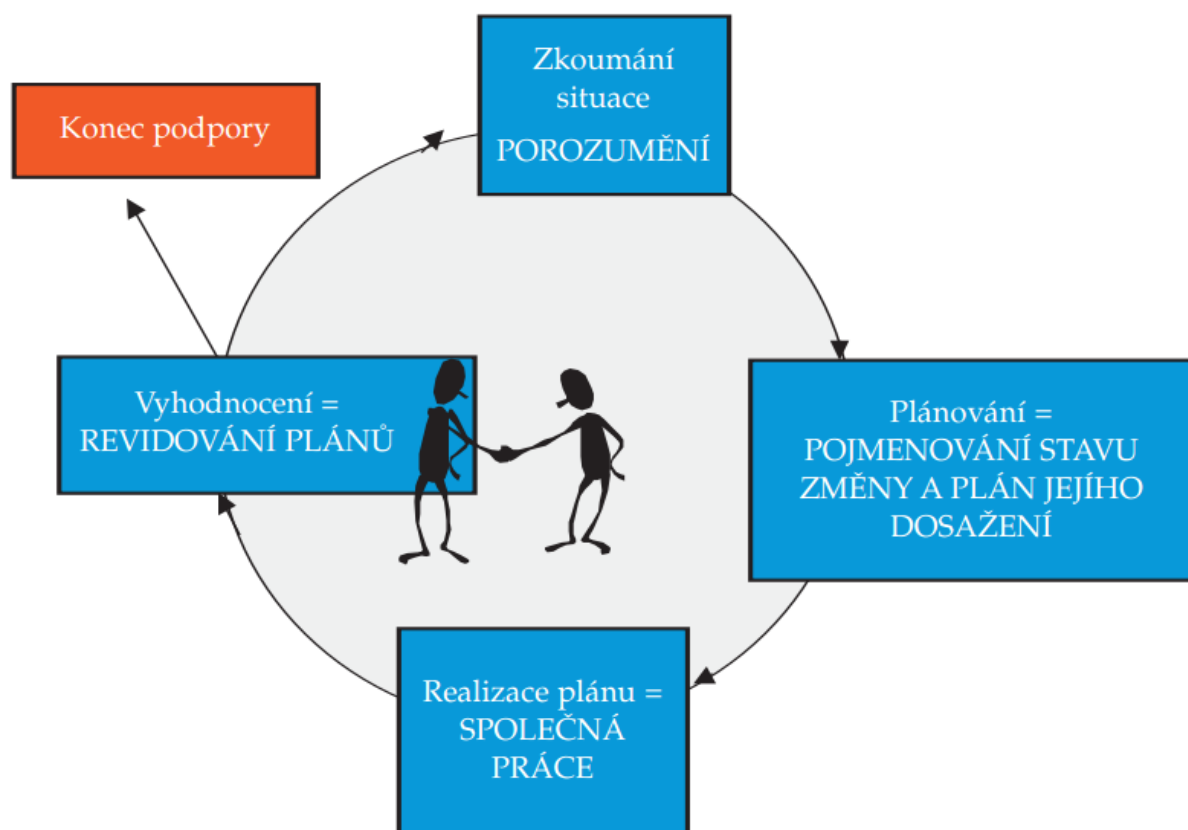 Zkoumání
situace
POROZUMĚNÍ
Konec podpory
Vyhodnocení =
REVIDOVÁNÍ PLÁNŮ
Plánování =
POJMENOVÁNÍ STAVU
ZMĚNY A PLÁN JEJÍHO
DOSAŽENÍ
Realizace plánu =
SPOLEČNÁ
PRÁCE